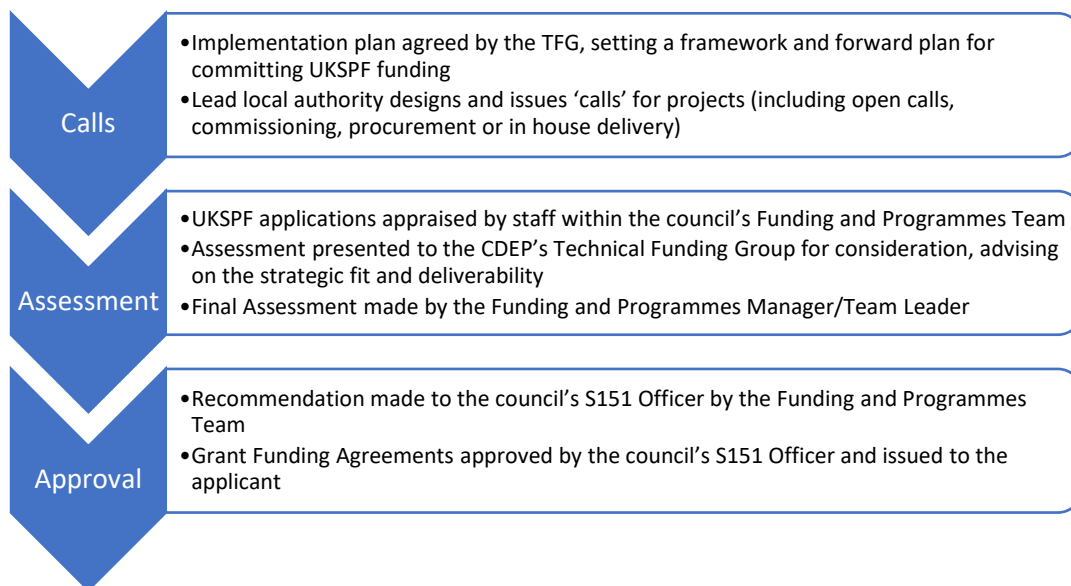 Calls
•Implementation plan agreed by the TFG, setting a framework and forward plan for
committing UKSPF funding
•Lead local authority designs and issues ‘calls’ for projects (including open calls,
commissioning, procurement or in house delivery)
Assessment
•UKSPF applications appraised by staff within the council’s Funding and Programmes Team
•Assessment presented to the CDEP’s Technical Funding Group for consideration, advising
on the strategic fit and deliverability
•Final Assessment made by the Funding and Programmes Manager/Team Leader
Approval
•Recommendation made to the council’s S151 Officer by the Funding and Programmes
Team
•Grant Funding Agreements approved by the council’s S151 Officer and issued to the
applicant